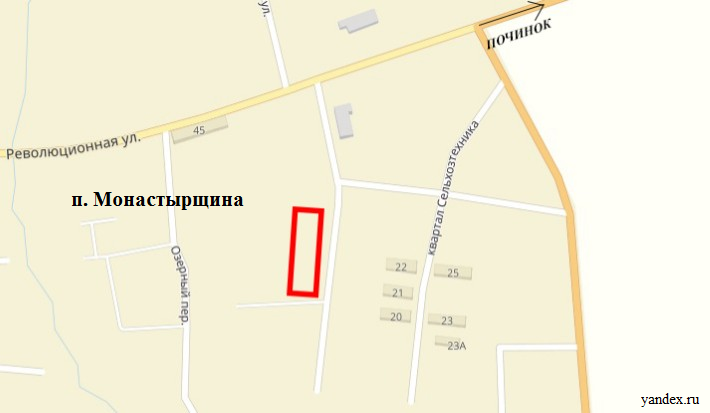 ул.
ПОЧИНОК
45
Революционная ул.
квартал Сельхозтехника
п. Монастырщина
Озерный пер.
22
25
21
20
23
23А
yandex.ru